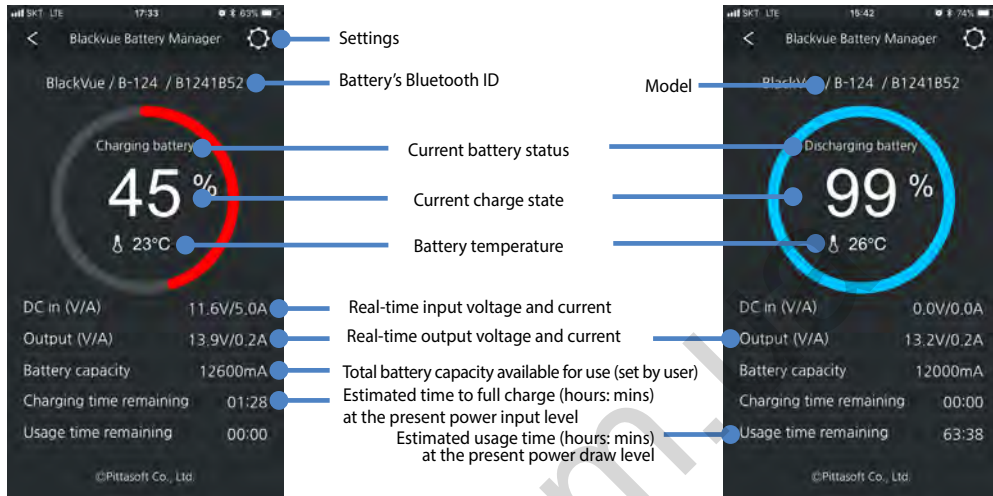 SKT LTE 17:33 63%
Blackvue Battery Manager
BlackVue / B-124 / B1241B52
Charging battery
45 %
23°C
DC in (V/A) 11.6V/5.0A
Output (V/A) 13.9V/0.2A
Battery capacity 12600mA
Charging time remaining 01:28
Usage time remaining 00:00
©Pittasoft Co., Ltd.
Settings
Battery's Bluetooth ID
Model
Current battery status
Current charge state
Battery temperature
Real-time input voltage and current
Real-time output voltage and current
Total battery capacity available for use (set by user)
Estimated time to full charge (hours: mins)
at the present power input level
Estimated usage time (hours: mins)
at the present power draw level
SKT LTE 15:42 74%
Blackvue Battery Manager
BlackVue / B-124 / B1241B52
Discharging battery
99 %
26°C
DC in (V/A) 0.0V/0.0A
Output (V/A) 13.2V/0.2A
Battery capacity 12000mA
Charging time remaining 00:00
Usage time remaining 63:38
©Pittasoft Co., Ltd.